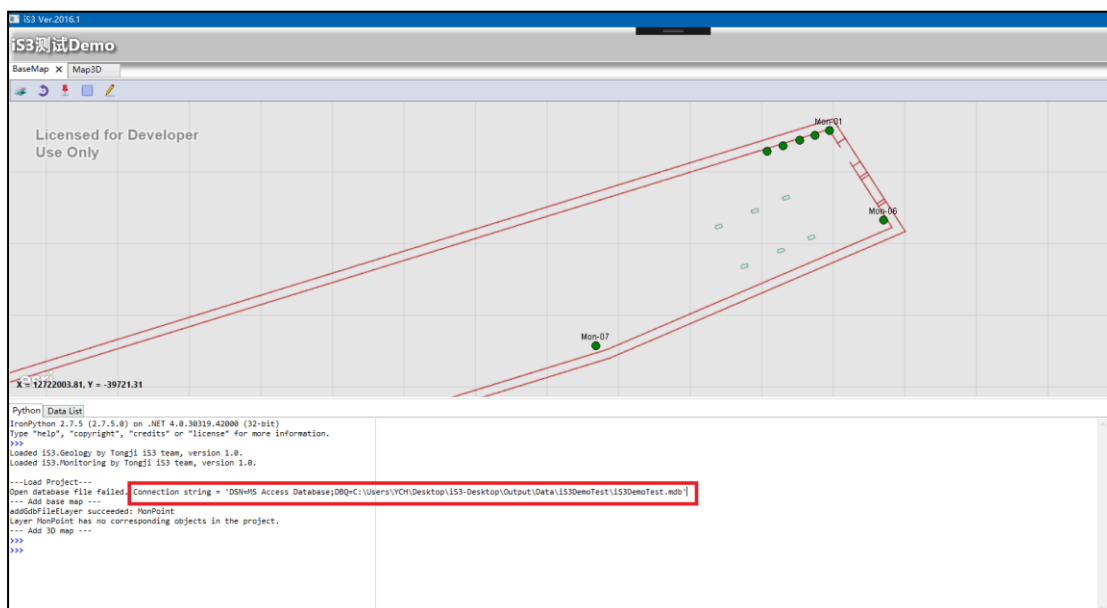 iS3 Ver.2016.1
iS3测试Demo
BaseMap X Map3D
Licensed for Developer
Use Only
Mon-01
Mon-06
Mon-07
X = 12722003.81, Y = -39721.31
Python Data List
IronPython 2.7.5 (2.7.5.0) on .NET 4.0.30319.42000 (32-bit)
Type "help", "copyright", "credits" or "license" for more information.
>>>
Loaded iS3.Geology by Tongji iS3 team, version 1.0.
Loaded iS3.Monitoring by Tongji iS3 team, version 1.0.
---Load Project---
Open database file failed. Connection string = 'DSN=MS Access Database;DBQ=C:\Users\YCH\Desktop\iS3-Desktop\Output\Data\iS3DemoTest\iS3DemoTest.mdb'
--- Add base map ---
addGdbFileELayer succeeded: MonPoint
Layer MonPoint has no corresponding objects in the project.
--- Add 3D map ---
>>>
>>>